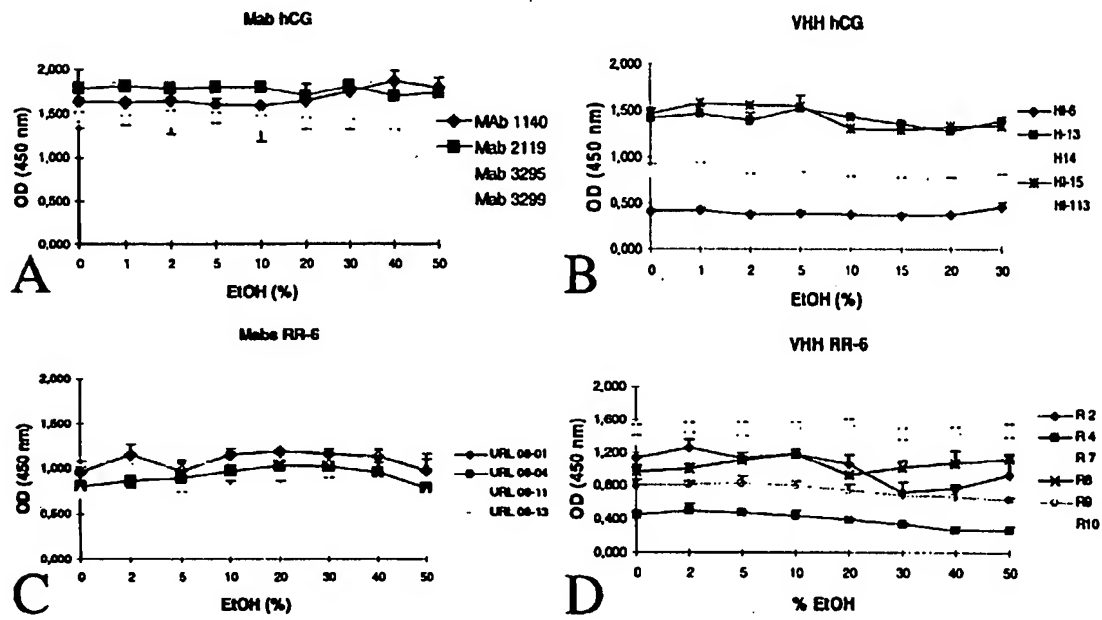 Mab hCG
OD (450 nm)
2,000
1,500
1,000
0,500
0,000
0 1 2 5 10 20 30 40 50
EtOH (%)
MAb 1140
Mab 2119
Mab 3295
Mab 3299
A
VHH hCG
OD (450 nm)
2,000
1,500
1,000
0,500
0,000
0 1 2 5 10 15 20 30
EtOH (%)
HI-6
H-13
H14
HI-15
HI-113
B
Mabs RR-6
OD (450 nm)
2,000
1,500
1,000
0,500
0,000
0 2 5 10 20 30 40 50
EtOH (%)
URL 08-01
URL 08-04
URL 08-11
URL 08-13
C
VHH RR-6
OD (450 nm)
2,000
1,600
1,200
0,800
0,400
0,000
0 2 5 10 20 30 40 50
% EtOH
R 2
R 4
R 7
R8
R9
R10
D